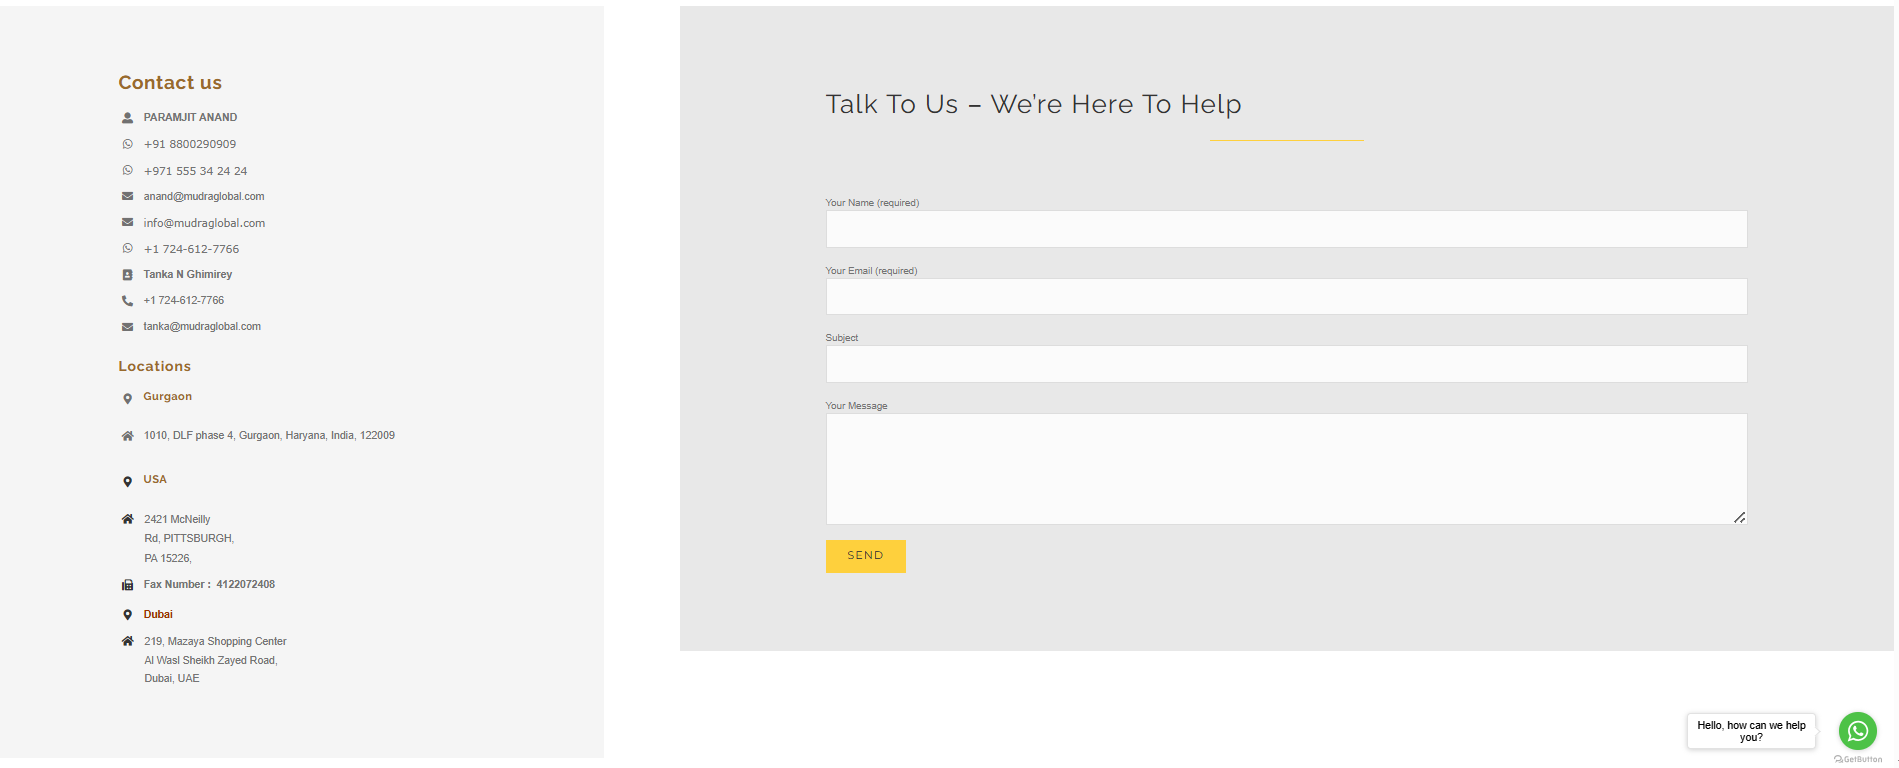 Contact us
PARAMJIT ANAND
+91 8800290909
+971 555 34 24 24
anand@mudraglobal.com
info@mudraglobal.com
+1 724-612-7766
Tanka N Ghimirey
+1 724-612-7766
tanka@mudraglobal.com
Locations
Gurgaon
1010, DLF phase 4, Gurgaon, Haryana, India, 122009
USA
2421 McNeilly
Rd, PITTSBURGH,
PA 15226,
Fax Number : 4122072408
Dubai
219, Mazaya Shopping Center
Al Wasl Sheikh Zayed Road,
Dubai, UAE
Talk To Us – We’re Here To Help
Your Name (required)
Your Email (required)
Subject
Your Message
SEND
Hello, how can we help
you?
GetButton